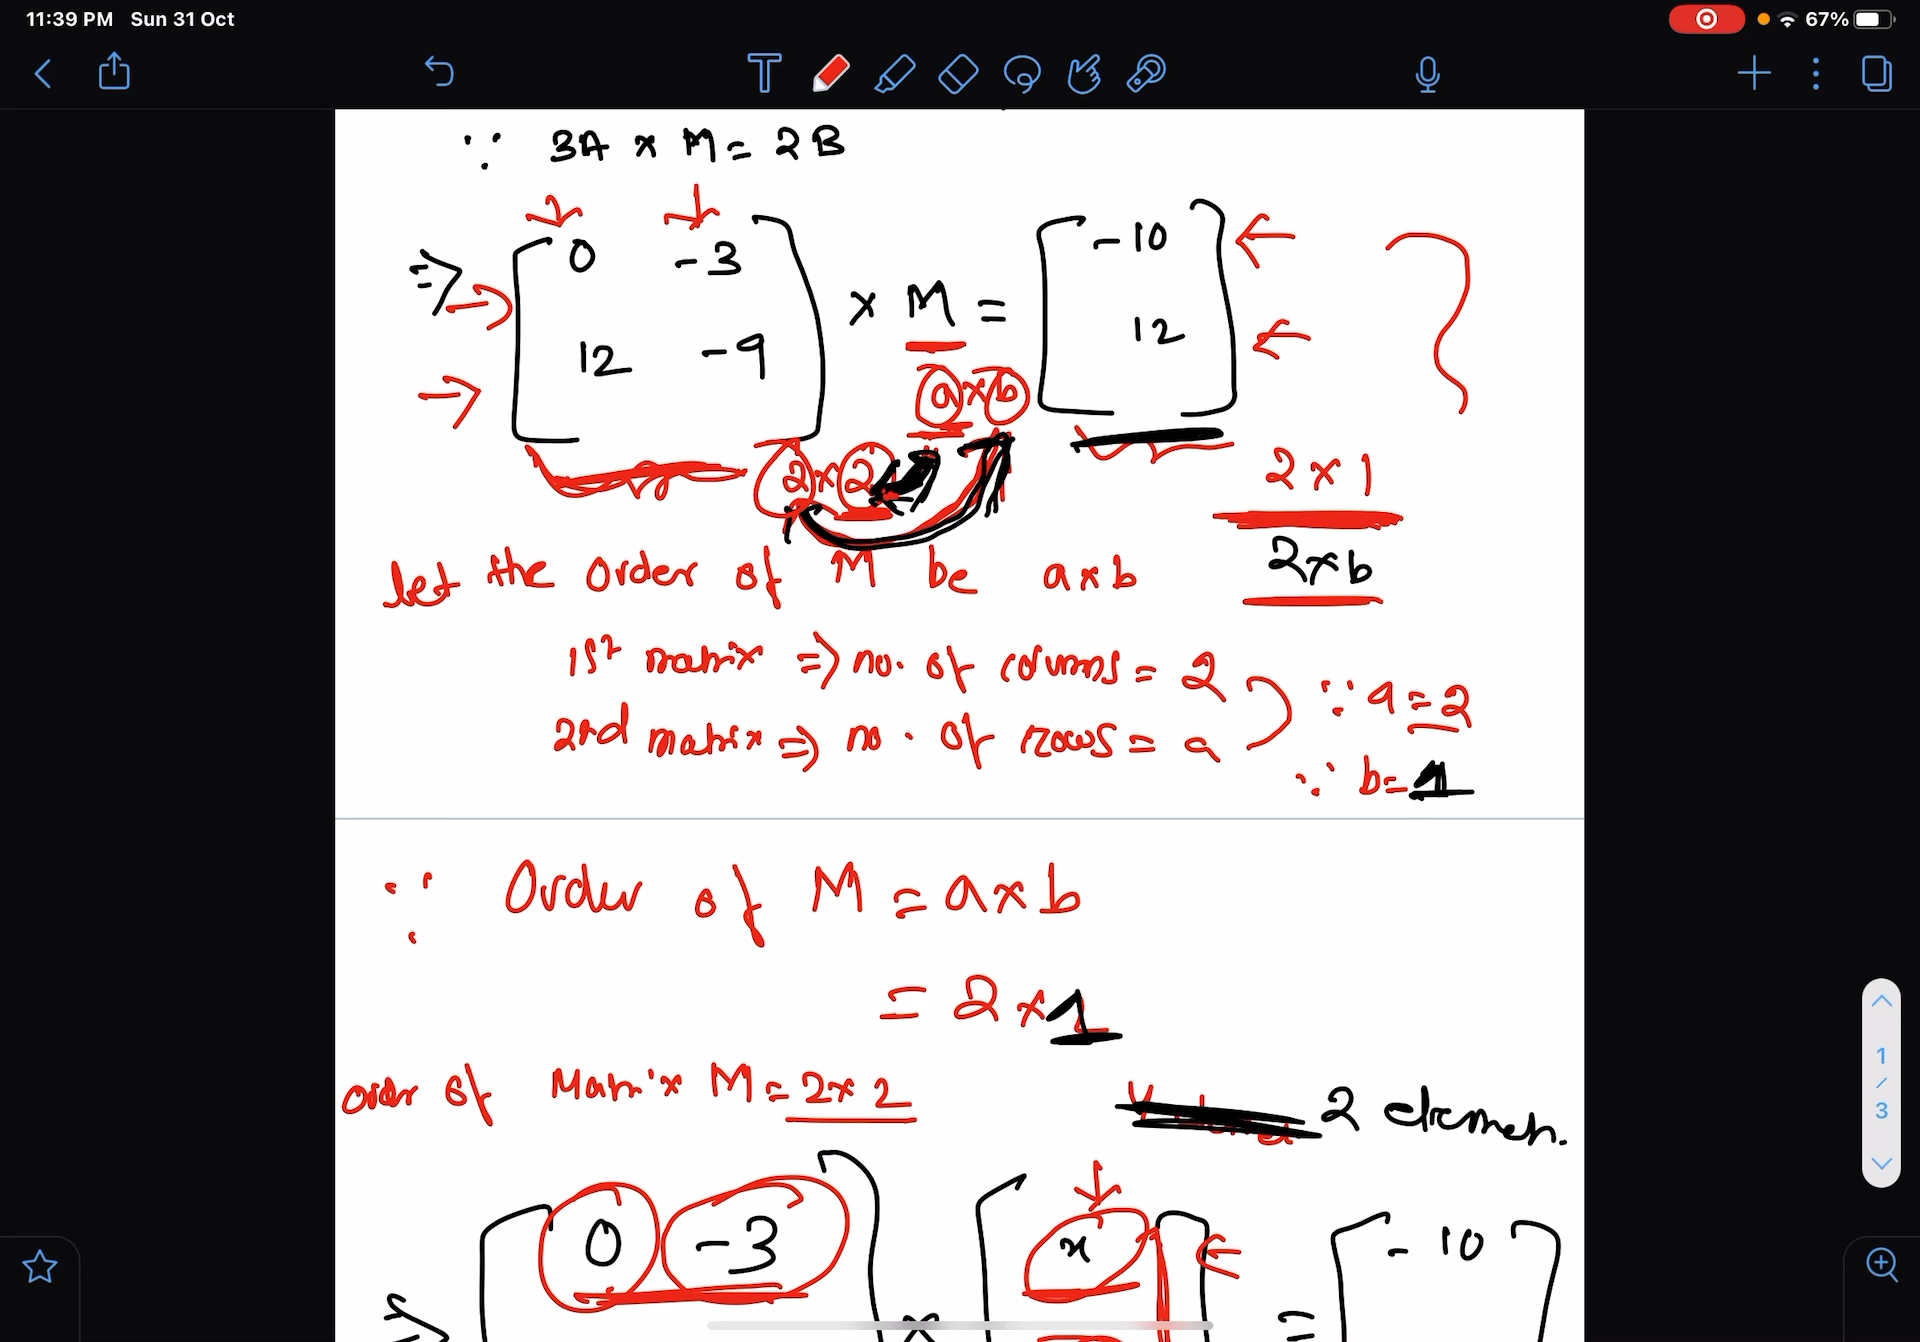 11:39 PM Sun 31 Oct 67%
∵ 3A × M = 2B
⇒ [0 -3 × M = [-10
12 -9] 12]
a×b
2×2 2×1
let the order of M be a×b 2×b
1st matrix ⇒ no. of columns = 2 ∵ a=2
2nd matrix ⇒ no. of rows = a
∵ b=1
∵ Order of M = a×b
= 2×1
order of Matrix M = 2×2 2 elements.
[0 -3] × [x] = [-10]
1
/
3